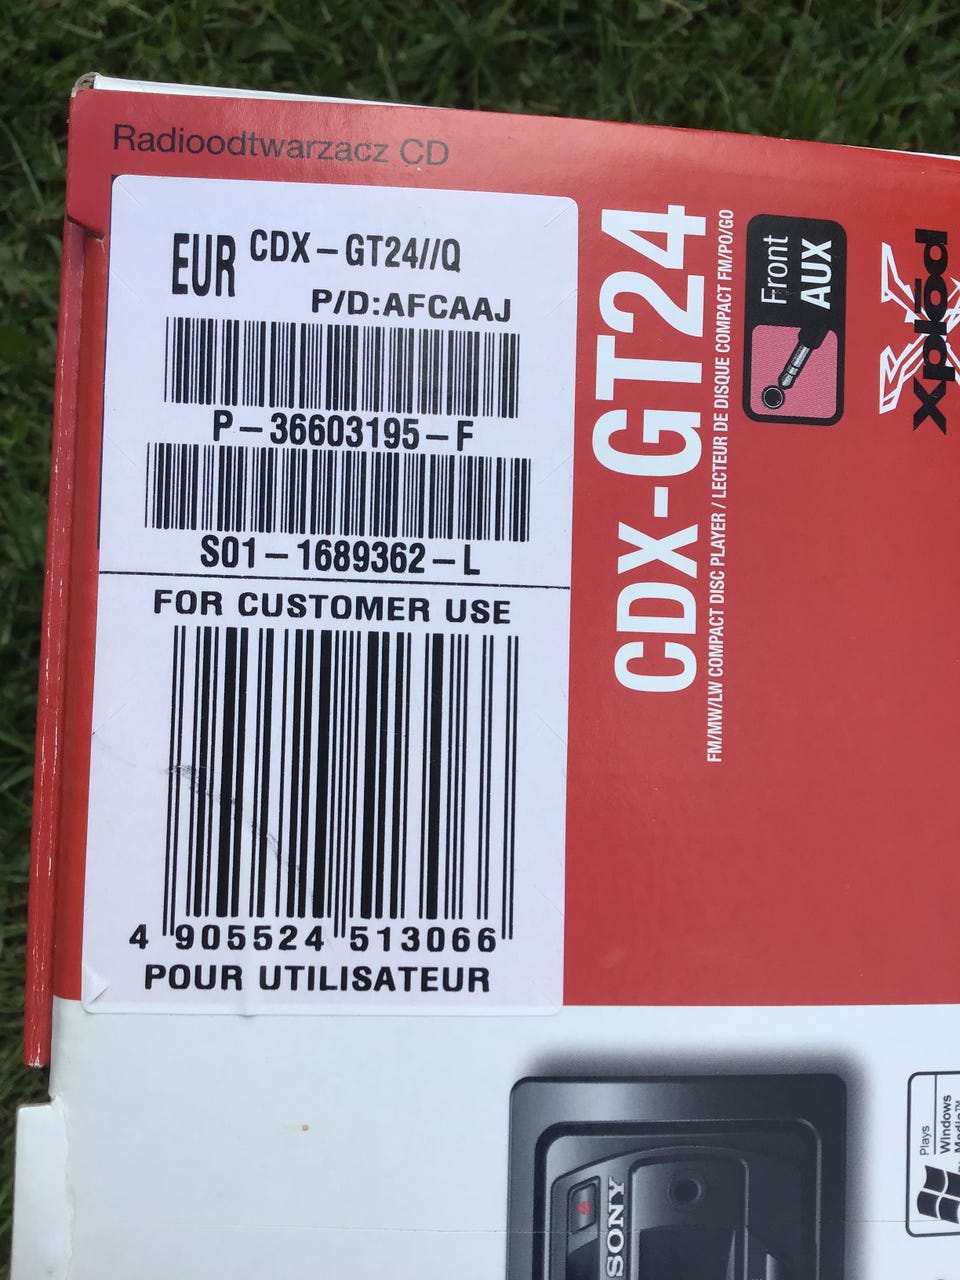 Radioodtwarzacz CD
EUR CDX-GT24//Q
P/D:AFCAAJ
P-36603195-F
S01-1689362-L
FOR CUSTOMER USE
4 905524 513066
POUR UTILISATEUR
CDX-GT24
FM/MW/LW COMPACT DISC PLAYER / LECTEUR DE DISQUE COMPACT FM/PO/GO
Front
AUX
Xplōd
SONY
Plays
Windows
Media™